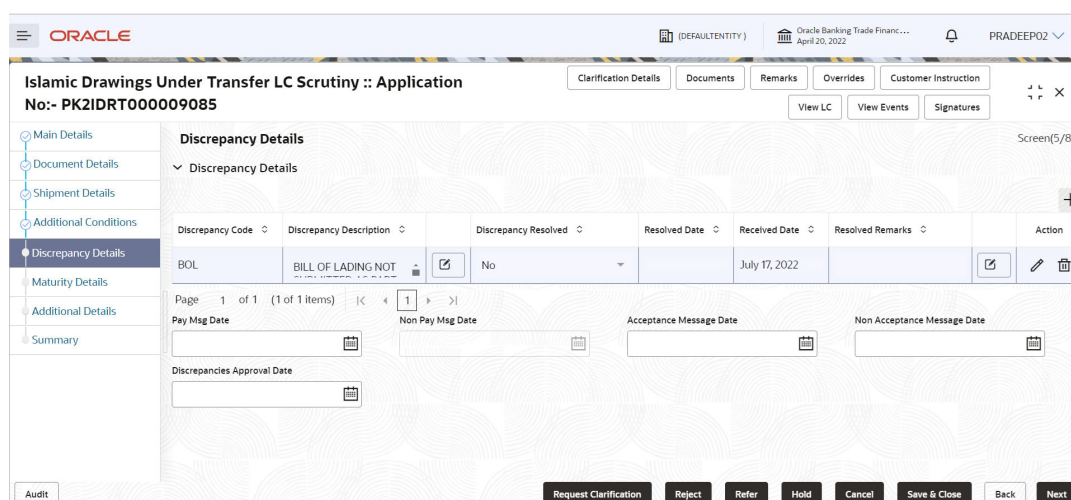 ORACLE
(DEFAULTENTITY)
Oracle Banking Trade Financ...
April 20, 2022
PRADEEP02
Islamic Drawings Under Transfer LC Scrutiny :: Application
No:- PK2IDRT000009085
Clarification Details
Documents
Remarks
Overrides
Customer Instruction
View LC
View Events
Signatures
Main Details
Document Details
Shipment Details
Additional Conditions
Discrepancy Details
Maturity Details
Additional Details
Summary
Discrepancy Details
Screen(5/8
Discrepancy Details
Discrepancy Code Discrepancy Description Discrepancy Resolved Resolved Date Received Date Resolved Remarks Action
BOL BILL OF LADING NOT No July 17, 2022
Page 1 of 1 (1 of 1 items) 1
Pay Msg Date Non Pay Msg Date Acceptance Message Date Non Acceptance Message Date
Discrepancies Approval Date
Audit Request Clarification Reject Refer Hold Cancel Save & Close Back Next